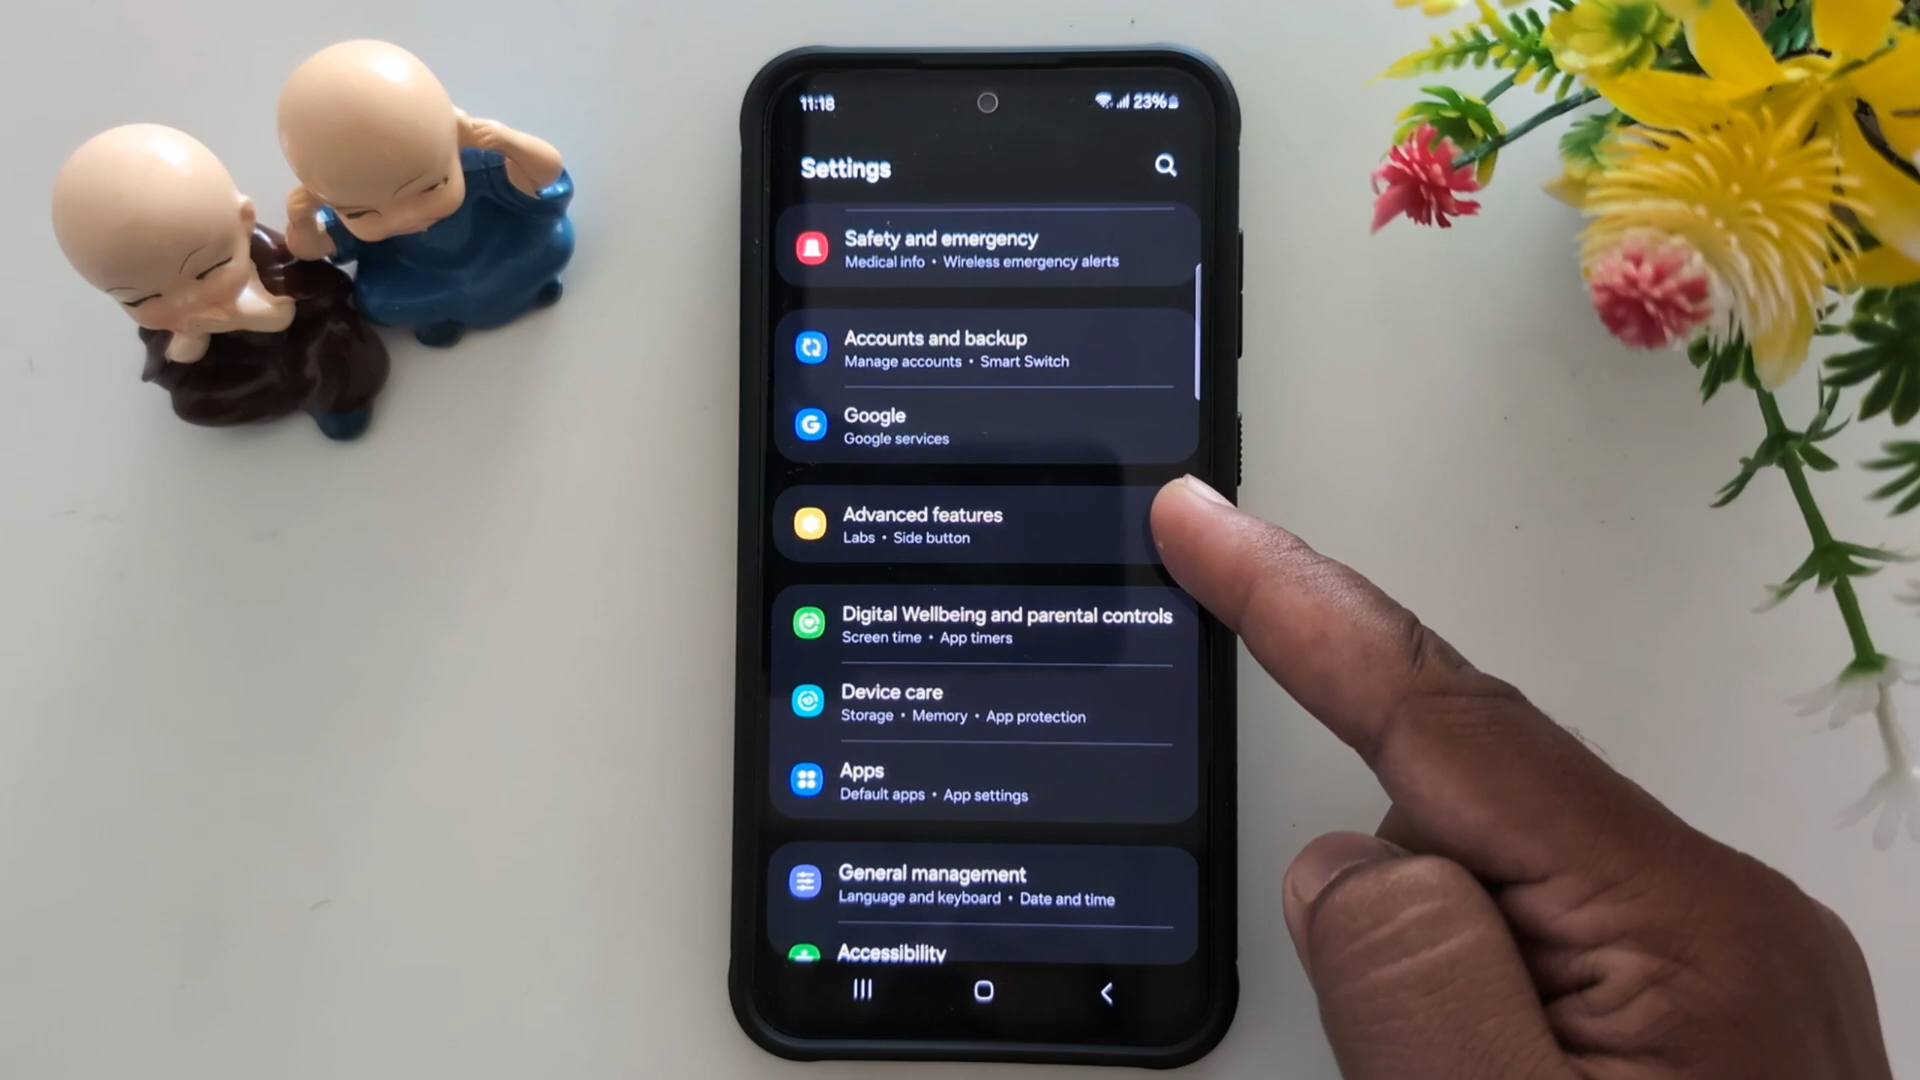 11:18
23%
Settings
Safety and emergency
Medical info • Wireless emergency alerts
Accounts and backup
Manage accounts • Smart Switch
Google
Google services
Advanced features
Labs • Side button
Digital Wellbeing and parental controls
Screen time • App timers
Device care
Storage • Memory • App protection
Apps
Default apps • App settings
General management
Language and keyboard • Date and time
Accessibility